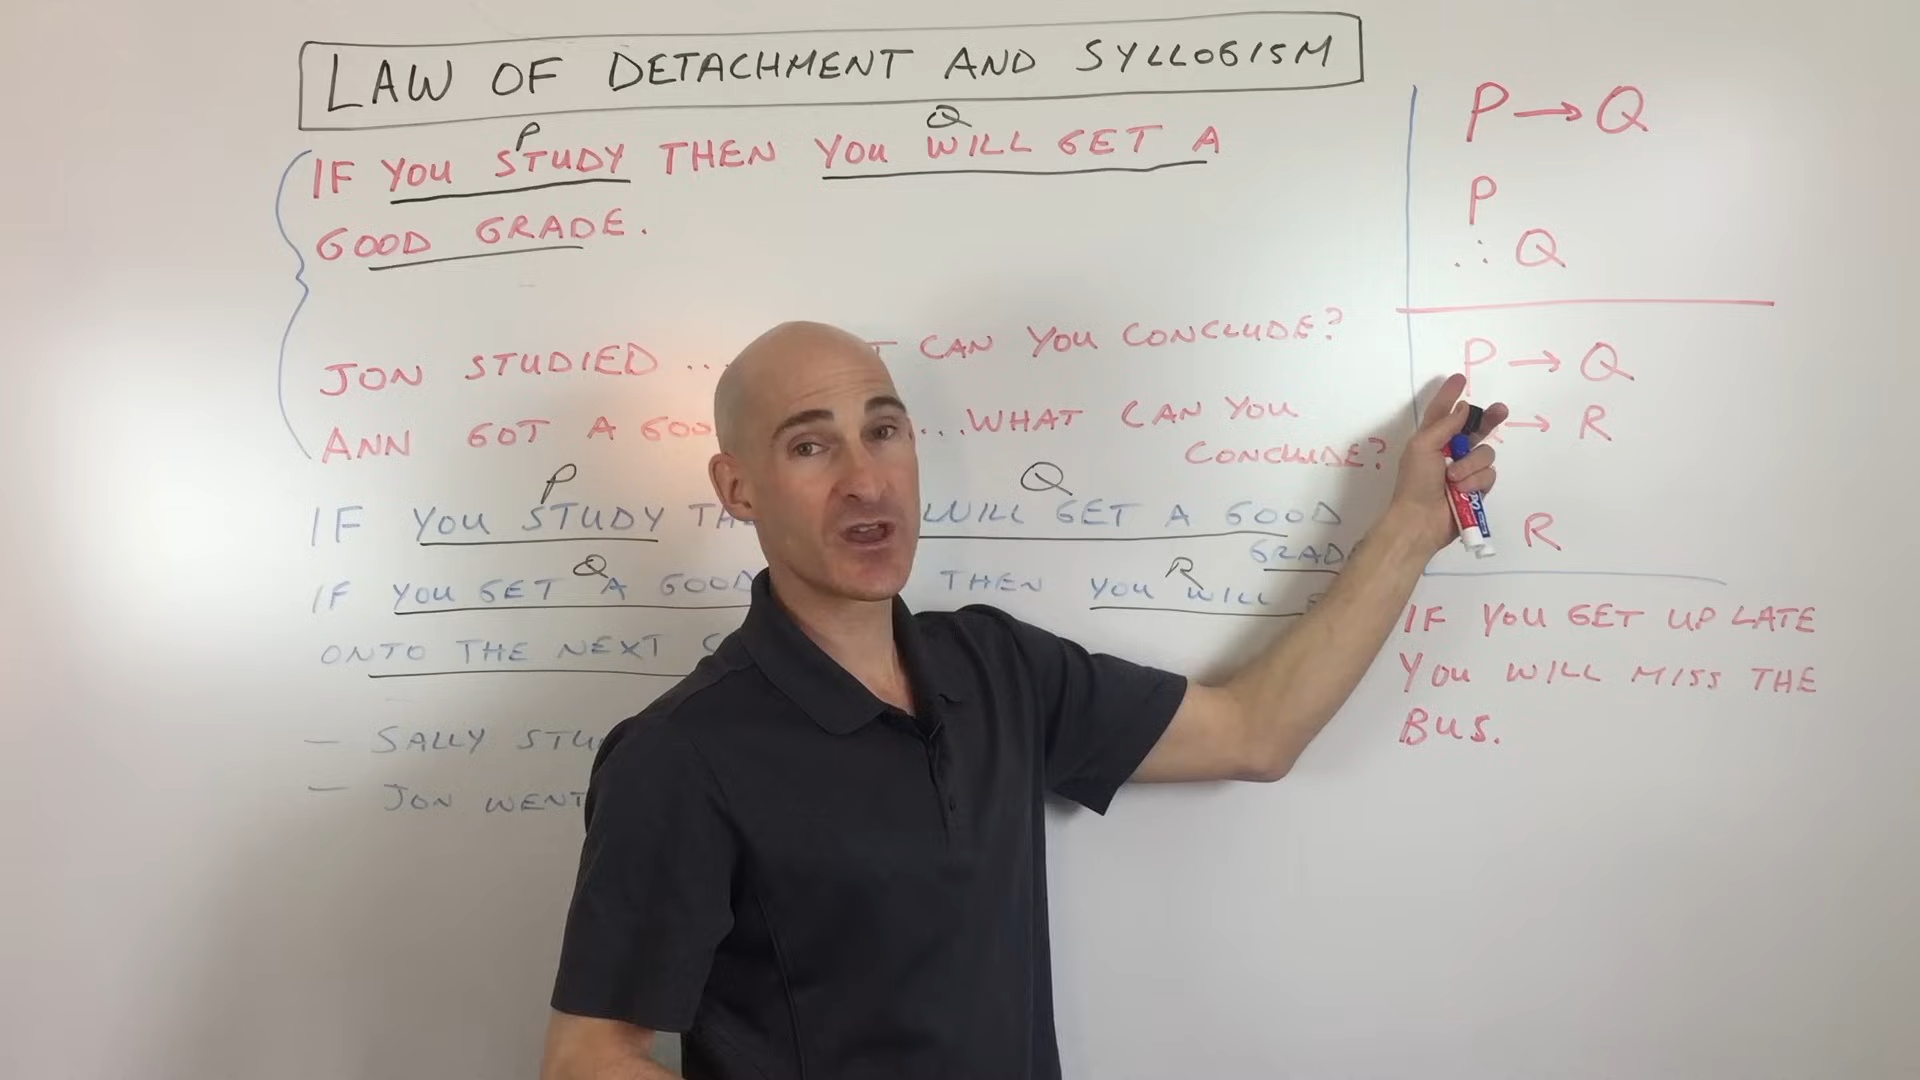 LAW OF DETACHMENT AND SYLLOGISM
P Q
IF YOU STUDY THEN YOU WILL GET A
GOOD GRADE.
JON STUDIED ... CAN YOU CONCLUDE?
ANN GOT A ...WHAT CAN YOU
CONCLUDE?
P Q
IF YOU STUDY WILL GET A GOOD
Q R
IF YOU GET A GOOD THEN YOU WILL
ONTO THE NEXT
- SALLY
- JON WENT
P → Q
P
∴ Q
P → Q
→ R
R
IF YOU GET UP LATE
YOU WILL MISS THE
BUS.